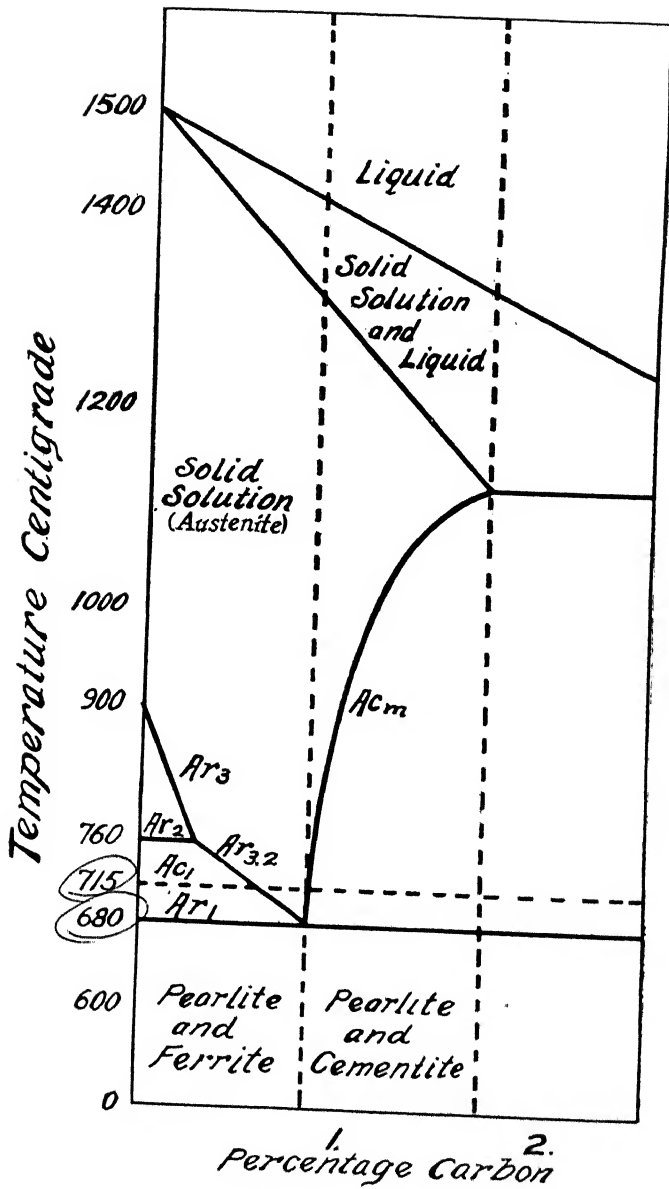 1500
1400
1200
1000
900
760
715
680
600
0
Temperature Centigrade
Liquid
Solid
Solution
and
Liquid
Solid
Solution
(Austenite)
Acm
Ar3
Ar2
Ar3.2
Ac1
Ar1
Pearlite
and
Ferrite
Pearlite
and
Cementite
1. 2.
Percentage Carbon